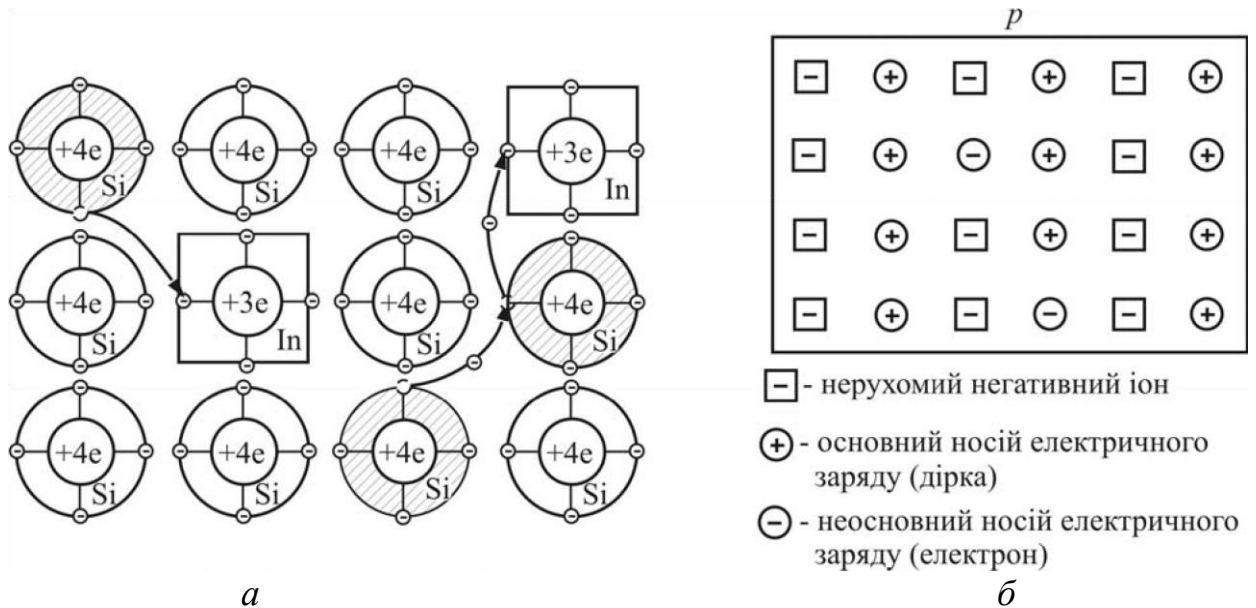 p
+4e
Si
+4e
Si
+4e
Si
+3e
In
+4e
Si
+3e
In
+4e
Si
+4e
Si
+4e
Si
+4e
Si
+4e
Si
+4e
Si
- нерухомий негативний іон
- основний носій електричного
заряду (дірка)
- неосновний носій електричного
заряду (електрон)
а
б